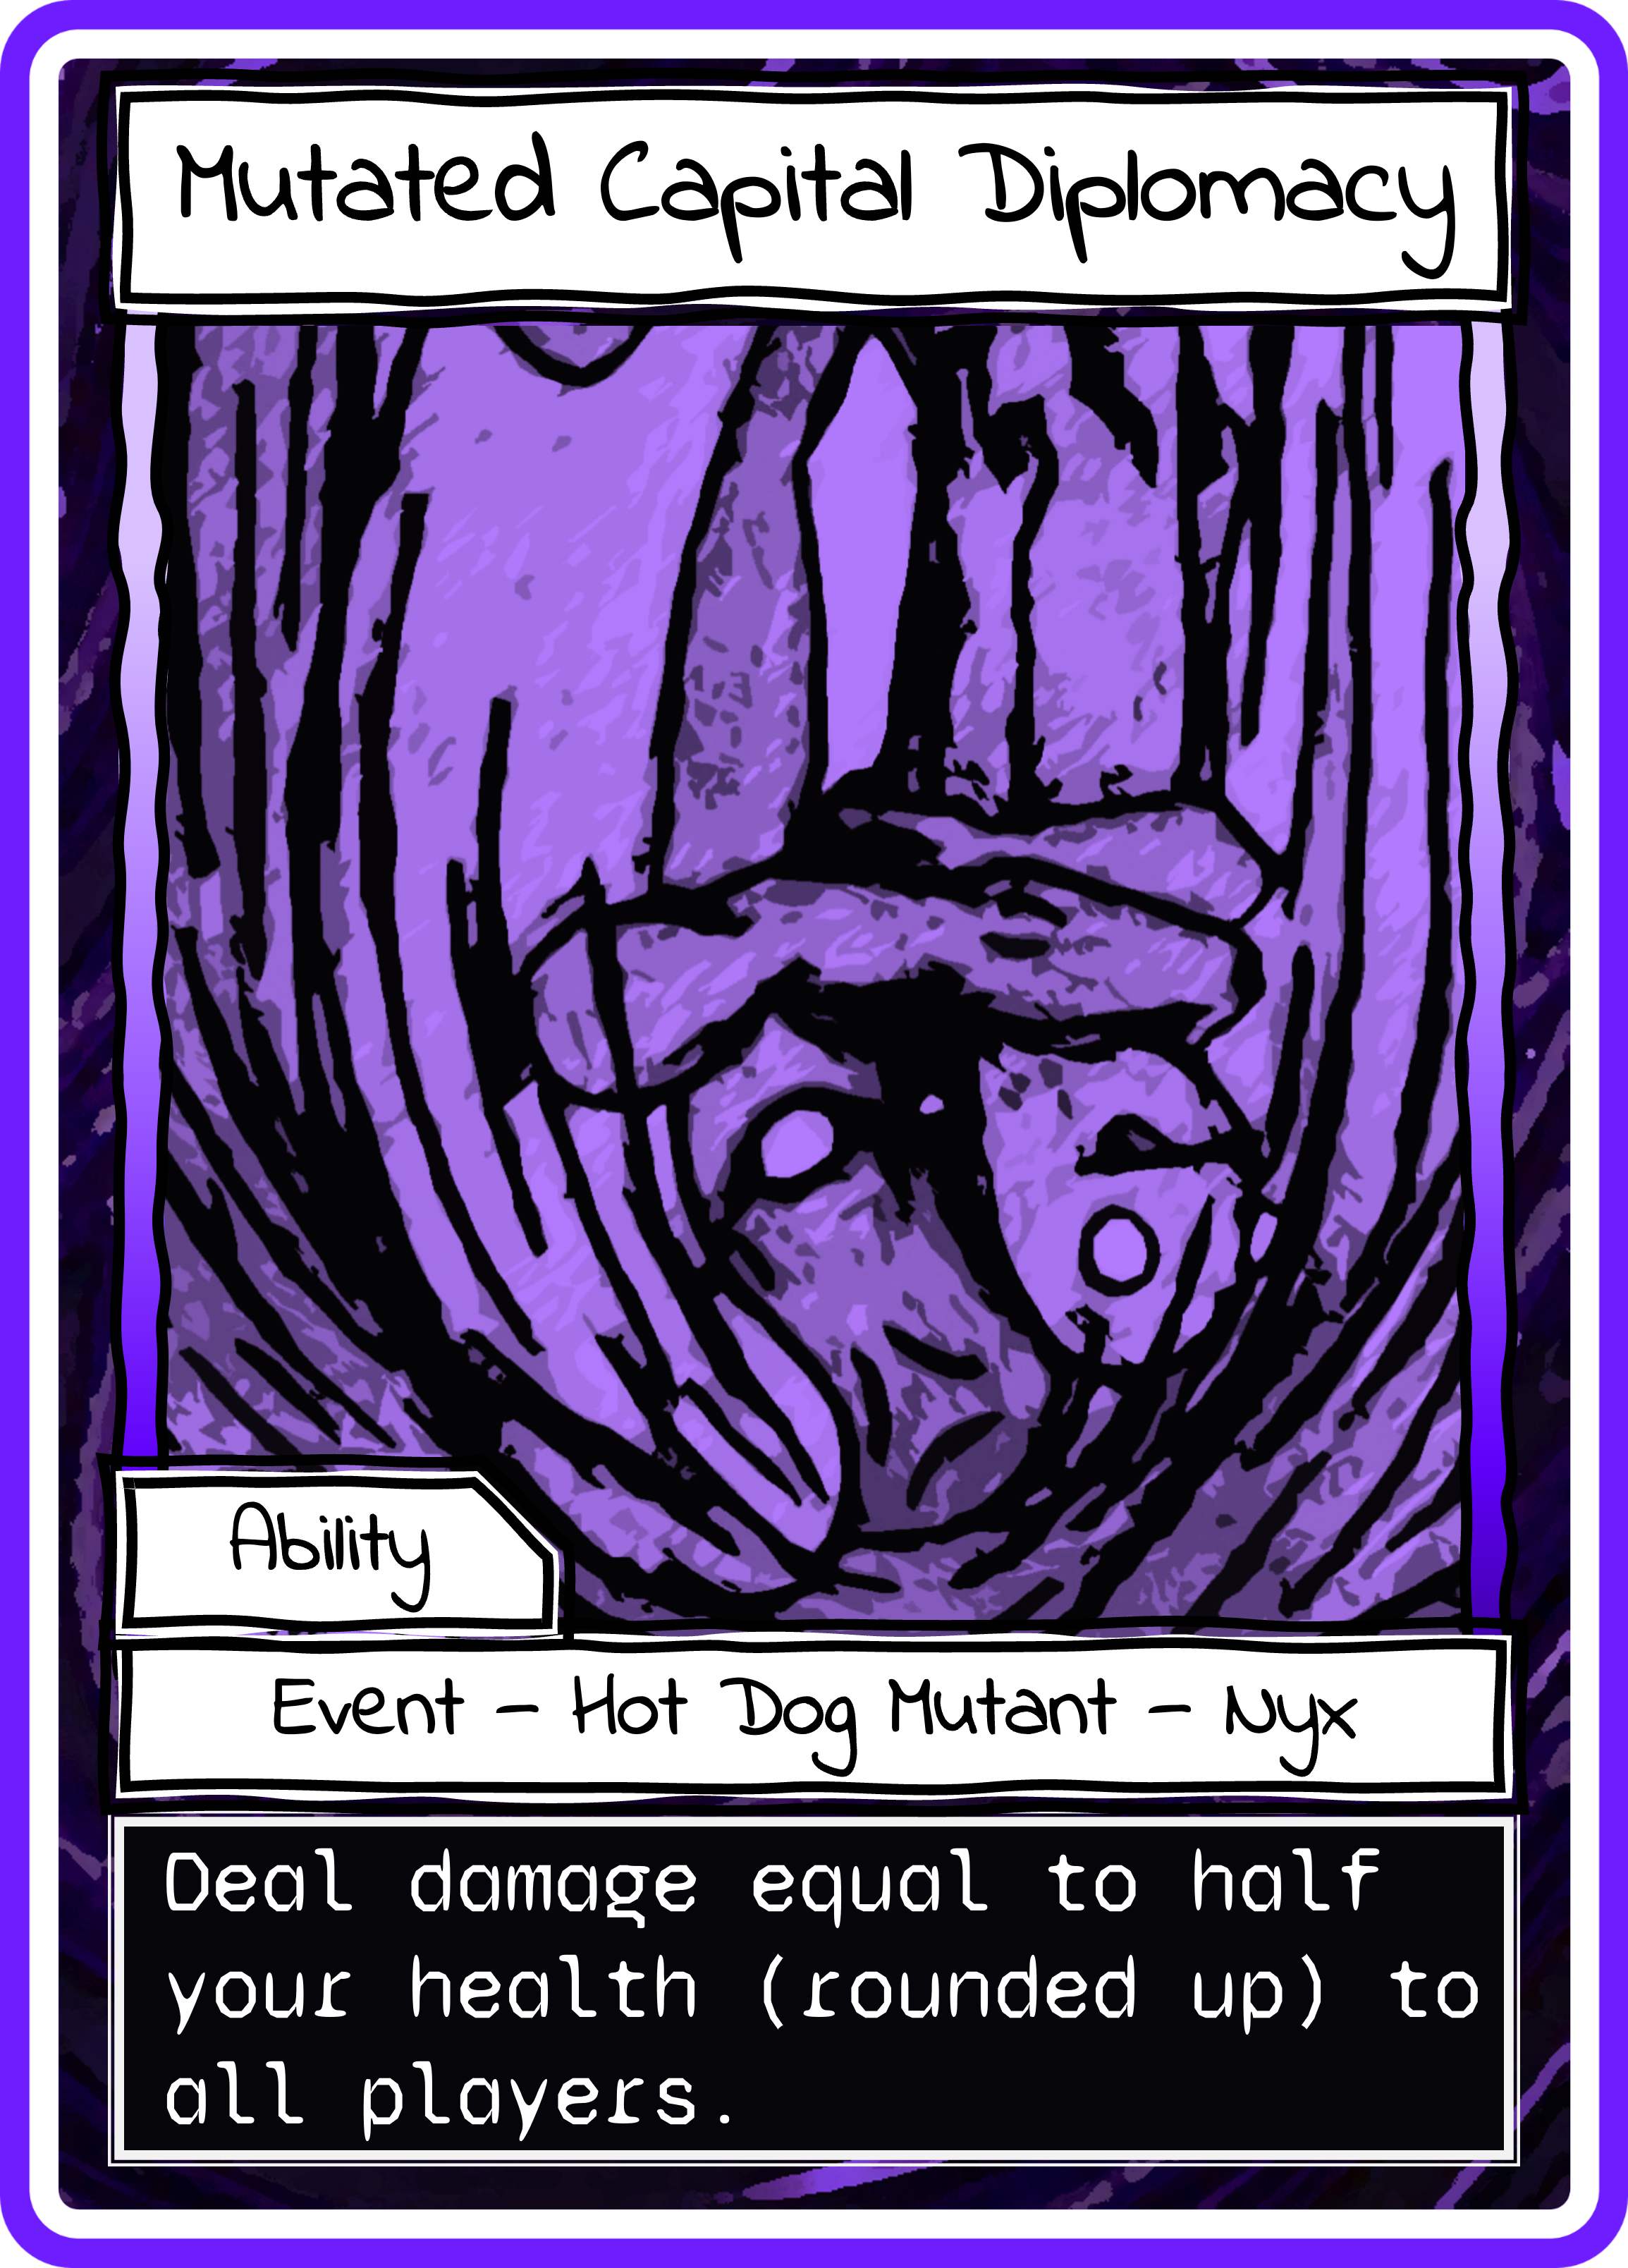 Mutated Capital Diplomacy
Ability
Event – Hot Dog Mutant – Nyx
Deal damage equal to half
your health (rounded up) to
all players.